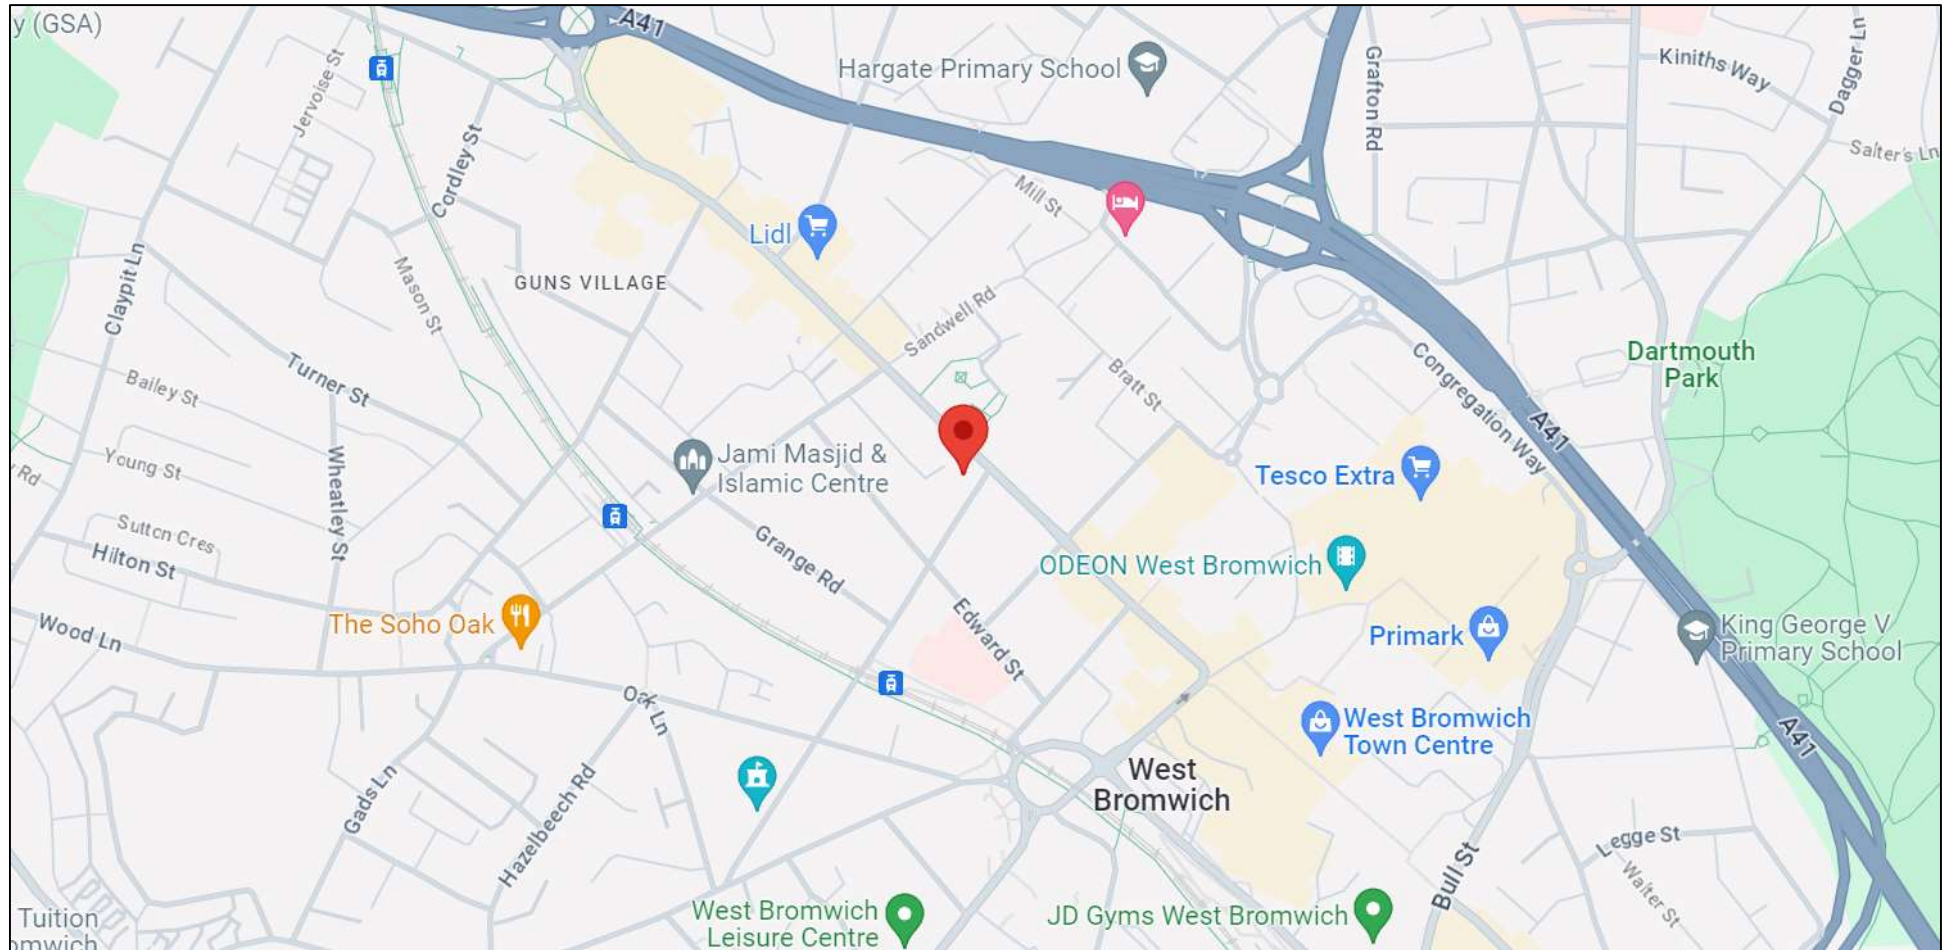 y (GSA)
A41
Hargate Primary School
Grafton Rd
Kiniths Way
Dagger Ln
Salter's Ln
Jervoise St
Cordley St
Mill St
Lidl
GUNS VILLAGE
Claypit Ln
Mason St
Sandwell Rd
Dartmouth
Park
Bailey St
Turner St
Bratt St
Congregation Way
A41
Young St
Rd
Wheatley St
Jami Masjid &
Islamic Centre
Tesco Extra
Sutton Cres
Hilton St
Grange Rd
ODEON West Bromwich
Wood Ln
The Soho Oak
Edward St
Primark
King George V
Primary School
Oak Ln
West Bromwich
Town Centre
A41
West
Bromwich
Gads Ln
Hazelbeech Rd
Bull St
Legge St
Walter St
Tuition
omwich
West Bromwich
Leisure Centre
JD Gyms West Bromwich